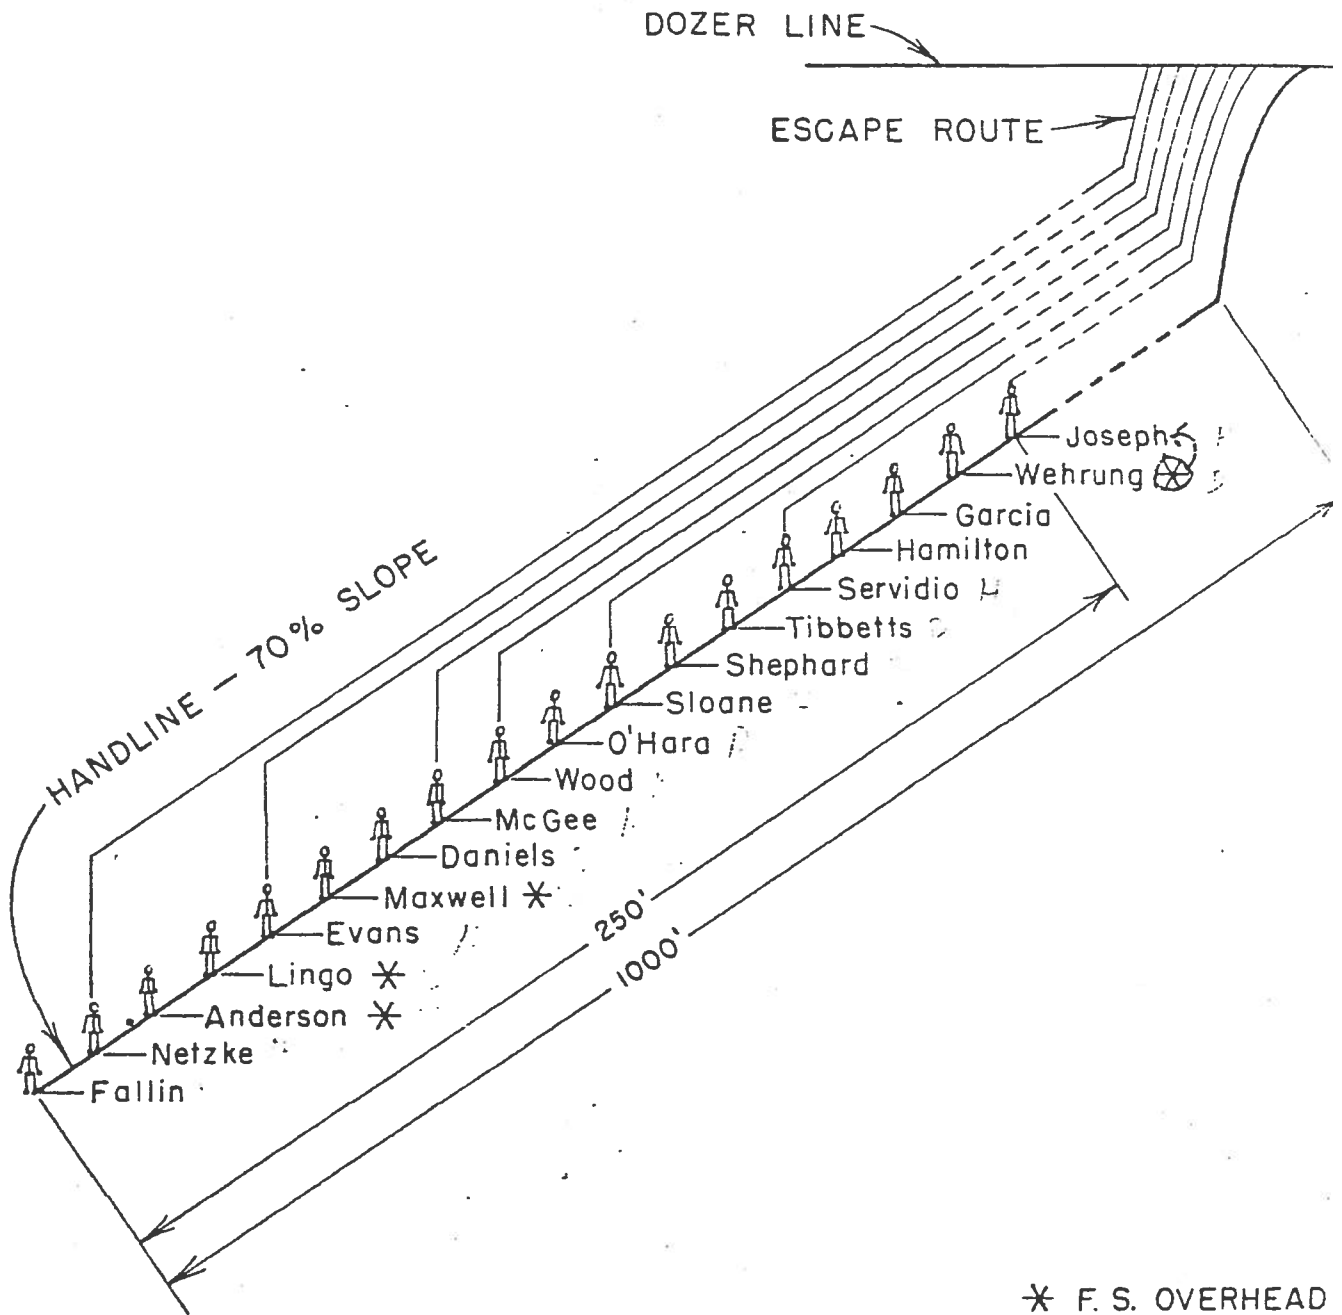 DOZER LINE
ESCAPE ROUTE
HANDLINE — 70% SLOPE
Joseph
Wehrung *
Garcia
Hamilton
Servidio H
Tibbetts
Shephard
Sloane
O'Hara
Wood
McGee
Daniels
Maxwell *
Evans
Lingo *
Anderson *
Netzke
Fallin
250'
1000'
* F. S. OVERHEAD